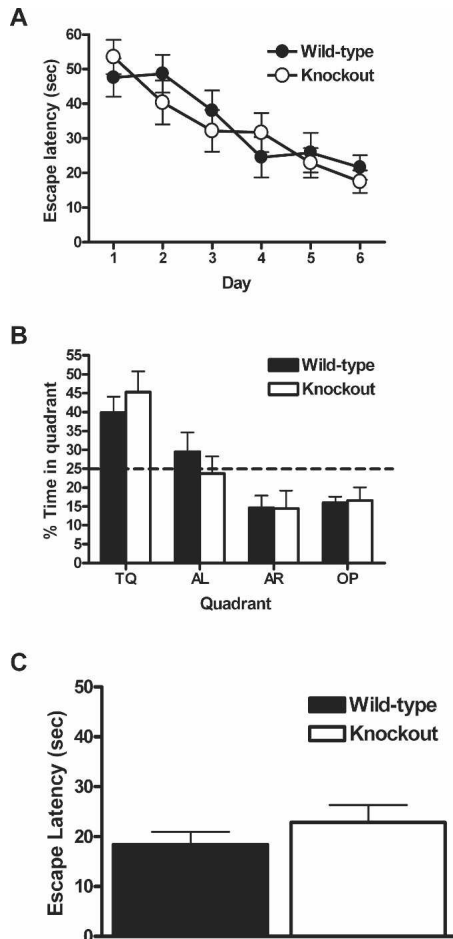 A
Escape latency (sec)
60
50
40
30
20
10
0
Wild-type
Knockout
1 2 3 4 5 6
Day
B
% Time in quadrant
55
50
45
40
35
30
25
20
15
10
5
0
Wild-type
Knockout
TQ AL AR OP
Quadrant
C
Escape Latency (sec)
50
40
30
20
10
0
Wild-type
Knockout